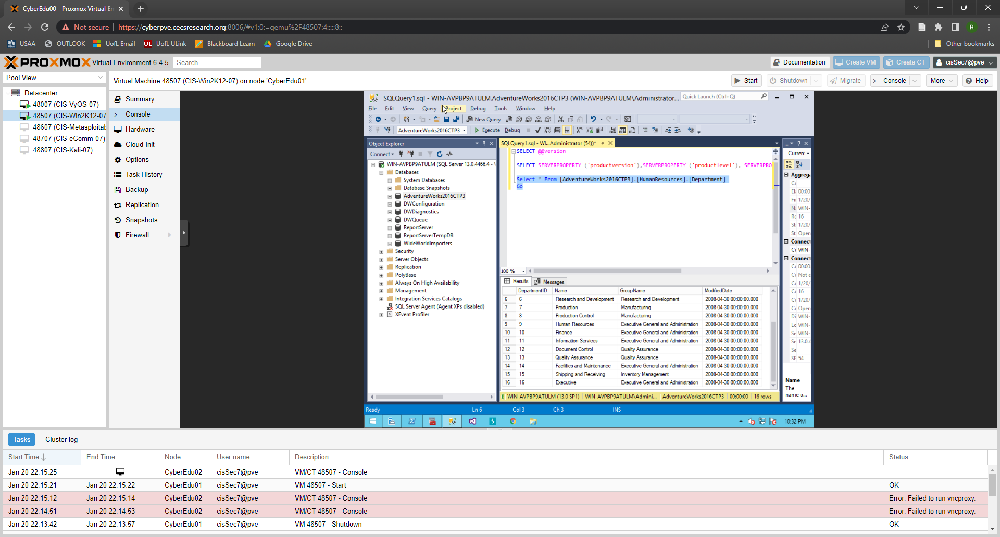 CyberEdu00 - Proxmox Virtual En
Not secure https://cyberpve.cecsresearch.org:8006/#v1:0:=qemu%2F48507:4:::::8::
R
USAA OUTLOOK UofL Email UofL ULink Blackboard Learn Google Drive Other bookmarks
PROXMOX Virtual Environment 6.4-5 Search Documentation Create VM Create CT cisSec7@pve
Pool View
Virtual Machine 48507 (CIS-Win2K12-07) on node 'CyberEdu01' Start Shutdown Migrate Console More Help
Datacenter
48007 (CIS-VyOS-07)
48507 (CIS-Win2K12-07
48607 (CIS-Metasploitab
48707 (CIS-eComm-07)
48807 (CIS-Kali-07)
Summary
Console
Hardware
Cloud-Init
Options
Task History
Backup
Replication
Snapshots
Firewall
SQLQuery1.sql - WIN-AVPBP9ATULM.AdventureWorks2016CTP3 (WIN-AVPBP9ATULM\Administrator... Quick Launch (Ctrl+Q)
File Edit View Query Project Debug Tools Window Help
New Query
AdventureWorks2016CTP3 Execute Debug
Object Explorer
Connect
WIN-AVPBP9ATULM (SQL Server 13.0.4466.4 - \
Databases
System Databases
Database Snapshots
AdventureWorks2016CTP3
DWConfiguration
DWDiagnostics
DWQueue
ReportServer
ReportServerTempDB
WideWorldImporters
Security
Server Objects
Replication
PolyBase
Always On High Availability
Management
Integration Services Catalogs
SQL Server Agent (Agent XPs disabled)
XEvent Profiler
SQLQuery1.sql - WI...Administrator (54))*
SELECT @@version
SELECT SERVERPROPERTY ('productversion'),SERVERPROPERTY ('productlevel'), SERVERPRO
Select * From [AdventureWorks2016CTP3].[HumanResources].[Department]
Go
100 %
Results Messages
DepartmentID Name GroupName ModifiedDate
6 6 Research and Development Research and Development 2008-04-30 00:00:00.000
7 7 Production Manufacturing 2008-04-30 00:00:00.000
8 8 Production Control Manufacturing 2008-04-30 00:00:00.000
9 9 Human Resources Executive General and Administration 2008-04-30 00:00:00.000
10 10 Finance Executive General and Administration 2008-04-30 00:00:00.000
11 11 Information Services Executive General and Administration 2008-04-30 00:00:00.000
12 12 Document Control Quality Assurance 2008-04-30 00:00:00.000
13 13 Quality Assurance Quality Assurance 2008-04-30 00:00:00.000
14 14 Facilities and Maintenance Executive General and Administration 2008-04-30 00:00:00.000
15 15 Shipping and Receiving Inventory Management 2008-04-30 00:00:00.000
16 16 Executive Executive General and Administration 2008-04-30 00:00:00.000
WIN-AVPBP9ATULM (13.0 SP1) WIN-AVPBP9ATULM\Admini... AdventureWorks2016CTP3 00:00:00 16 rows
...
Current
Aggrega
Cc
El: 00:00
Fi 1/20/
N. WIN-
Rc 16
St 1/20/
St Open
Connect
Cc WIN-
Connect
Cc 00:00
Cc Not e
Cc 1/20/
Cc 16
Cc 1/20/
Cc Open
Di WIN-
Lc WIN-
Se WIN-
Se 13.0.4
Se
SF 54
Name
The
name o...
Ready Ln 6 Col 3 Ch 3 INS
10:32 PM
Tasks Cluster log
Start Time End Time Node User name Description Status
Jan 20 22:15:25 CyberEdu02 cisSec7@pve VM/CT 48507 - Console
Jan 20 22:15:21 Jan 20 22:15:22 CyberEdu01 cisSec7@pve VM 48507 - Start OK
Jan 20 22:15:12 Jan 20 22:15:14 CyberEdu02 cisSec7@pve VM/CT 48507 - Console Error: Failed to run vncproxy.
Jan 20 22:14:51 Jan 20 22:14:53 CyberEdu02 cisSec7@pve VM/CT 48507 - Console Error: Failed to run vncproxy.
Jan 20 22:13:42 Jan 20 22:13:57 CyberEdu01 cisSec7@pve VM 48507 - Shutdown OK